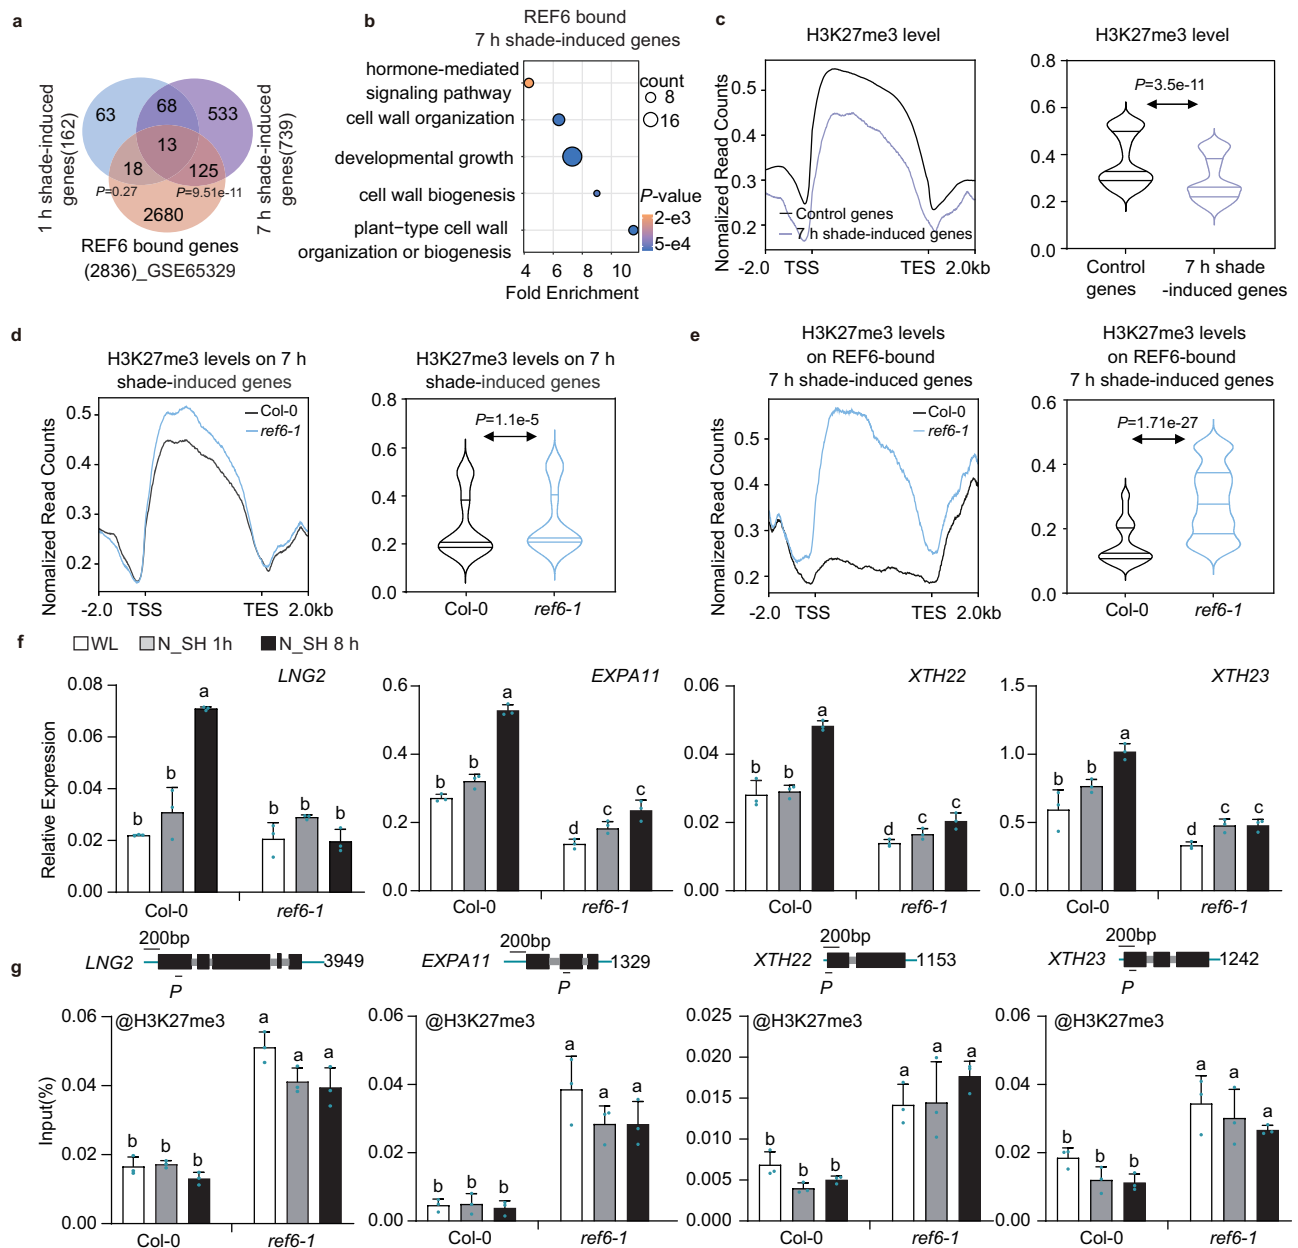 a
63
68
533
13
18
125
P=0.27
P=9.51e-11
2680
1 h shade-induced
genes(162)
7 h shade-induced
genes(739)
REF6 bound genes
(2836)_GSE65329
b
REF6 bound
7 h shade-induced genes
hormone-mediated
signaling pathway
cell wall organization
developmental growth
cell wall biogenesis
plant-type cell wall
organization or biogenesis
count
8
16
P-value
2-e3
5-e4
4 6 8 10
Fold Enrichment
c
H3K27me3 level
Normalized Read Counts
0.5
0.4
0.3
0.2
Control genes
7 h shade-induced genes
-2.0 TSS TES 2.0kb
H3K27me3 level
0.8
0.6
0.4
0.2
0.0
P=3.5e-11
Control
genes
7 h shade
-induced genes
d
H3K27me3 levels on 7 h
shade-induced genes
Normalized Read Counts
0.5
0.4
0.3
0.2
Col-0
ref6-1
-2.0 TSS TES 2.0kb
H3K27me3 levels on 7 h
shade-induced genes
0.8
0.6
0.4
0.2
0.0
P=1.1e-5
Col-0 ref6-1
e
H3K27me3 levels
on REF6-bound
7 h shade-induced genes
Normalized Read Counts
0.5
0.4
0.3
0.2
Col-0
ref6-1
-2.0 TSS TES 2.0kb
H3K27me3 levels
on REF6-bound
7 h shade-induced genes
0.6
0.4
0.2
0.0
P=1.71e-27
Col-0 ref6-1
f
WL N_SH 1h N_SH 8 h
Relative Expression
LNG2
0.08
0.06
0.04
0.02
0.00
b b a b b b
Col-0 ref6-1
EXPA11
0.6
0.4
0.2
0.0
b b a d c c
Col-0 ref6-1
XTH22
0.06
0.04
0.02
0.00
b b a d c c
Col-0 ref6-1
XTH23
1.5
1.0
0.5
0.0
b b a d c c
Col-0 ref6-1
g
200bp
LNG2 3949
P
200bp
EXPA11 1329
P
200bp
XTH22 1153
P
200bp
XTH23 1242
P
Input(%)
@H3K27me3
0.06
0.04
0.02
0.00
b b b a a a
Col-0 ref6-1
@H3K27me3
0.06
0.04
0.02
0.00
b b b a a a
Col-0 ref6-1
@H3K27me3
0.025
0.020
0.015
0.010
0.005
0.000
b b b a a a
Col-0 ref6-1
@H3K27me3
0.06
0.04
0.02
0.00
b b b a a a
Col-0 ref6-1